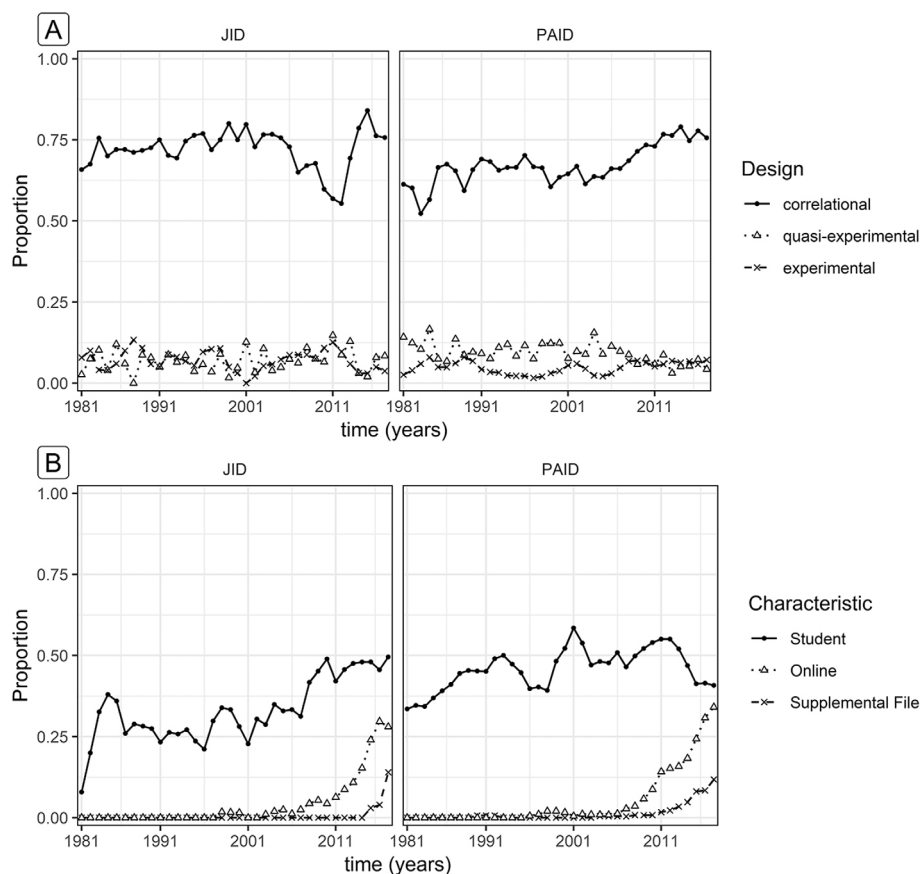 A
JID
PAID
1.00
0.75
0.50
0.25
0.00
Proportion
1981
1991
2001
2011
1981
1991
2001
2011
time (years)
Design
correlational
quasi-experimental
experimental
B
JID
PAID
1.00
0.75
0.50
0.25
0.00
Proportion
1981
1991
2001
2011
1981
1991
2001
2011
time (years)
Characteristic
Student
Online
Supplemental File